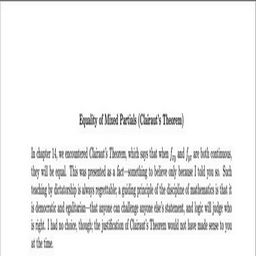 Equality of Mixed Partials (Clairaut's Theorem)
In chapter 14, we encountered Clairaut's Theorem, which says that when fxy and fyx are both continuous,
they will be equal. This was presented as a fact—something to believe only because I told you so. Such
teaching by dictatorship is always regrettable; a guiding principle of the discipline of mathematics is that it
is democratic and egalitarian—that anyone can challenge anyone else's statement, and logic will judge who
is right. I had no choice, though; the justification of Clairaut's Theorem would not have made sense to you
at the time.